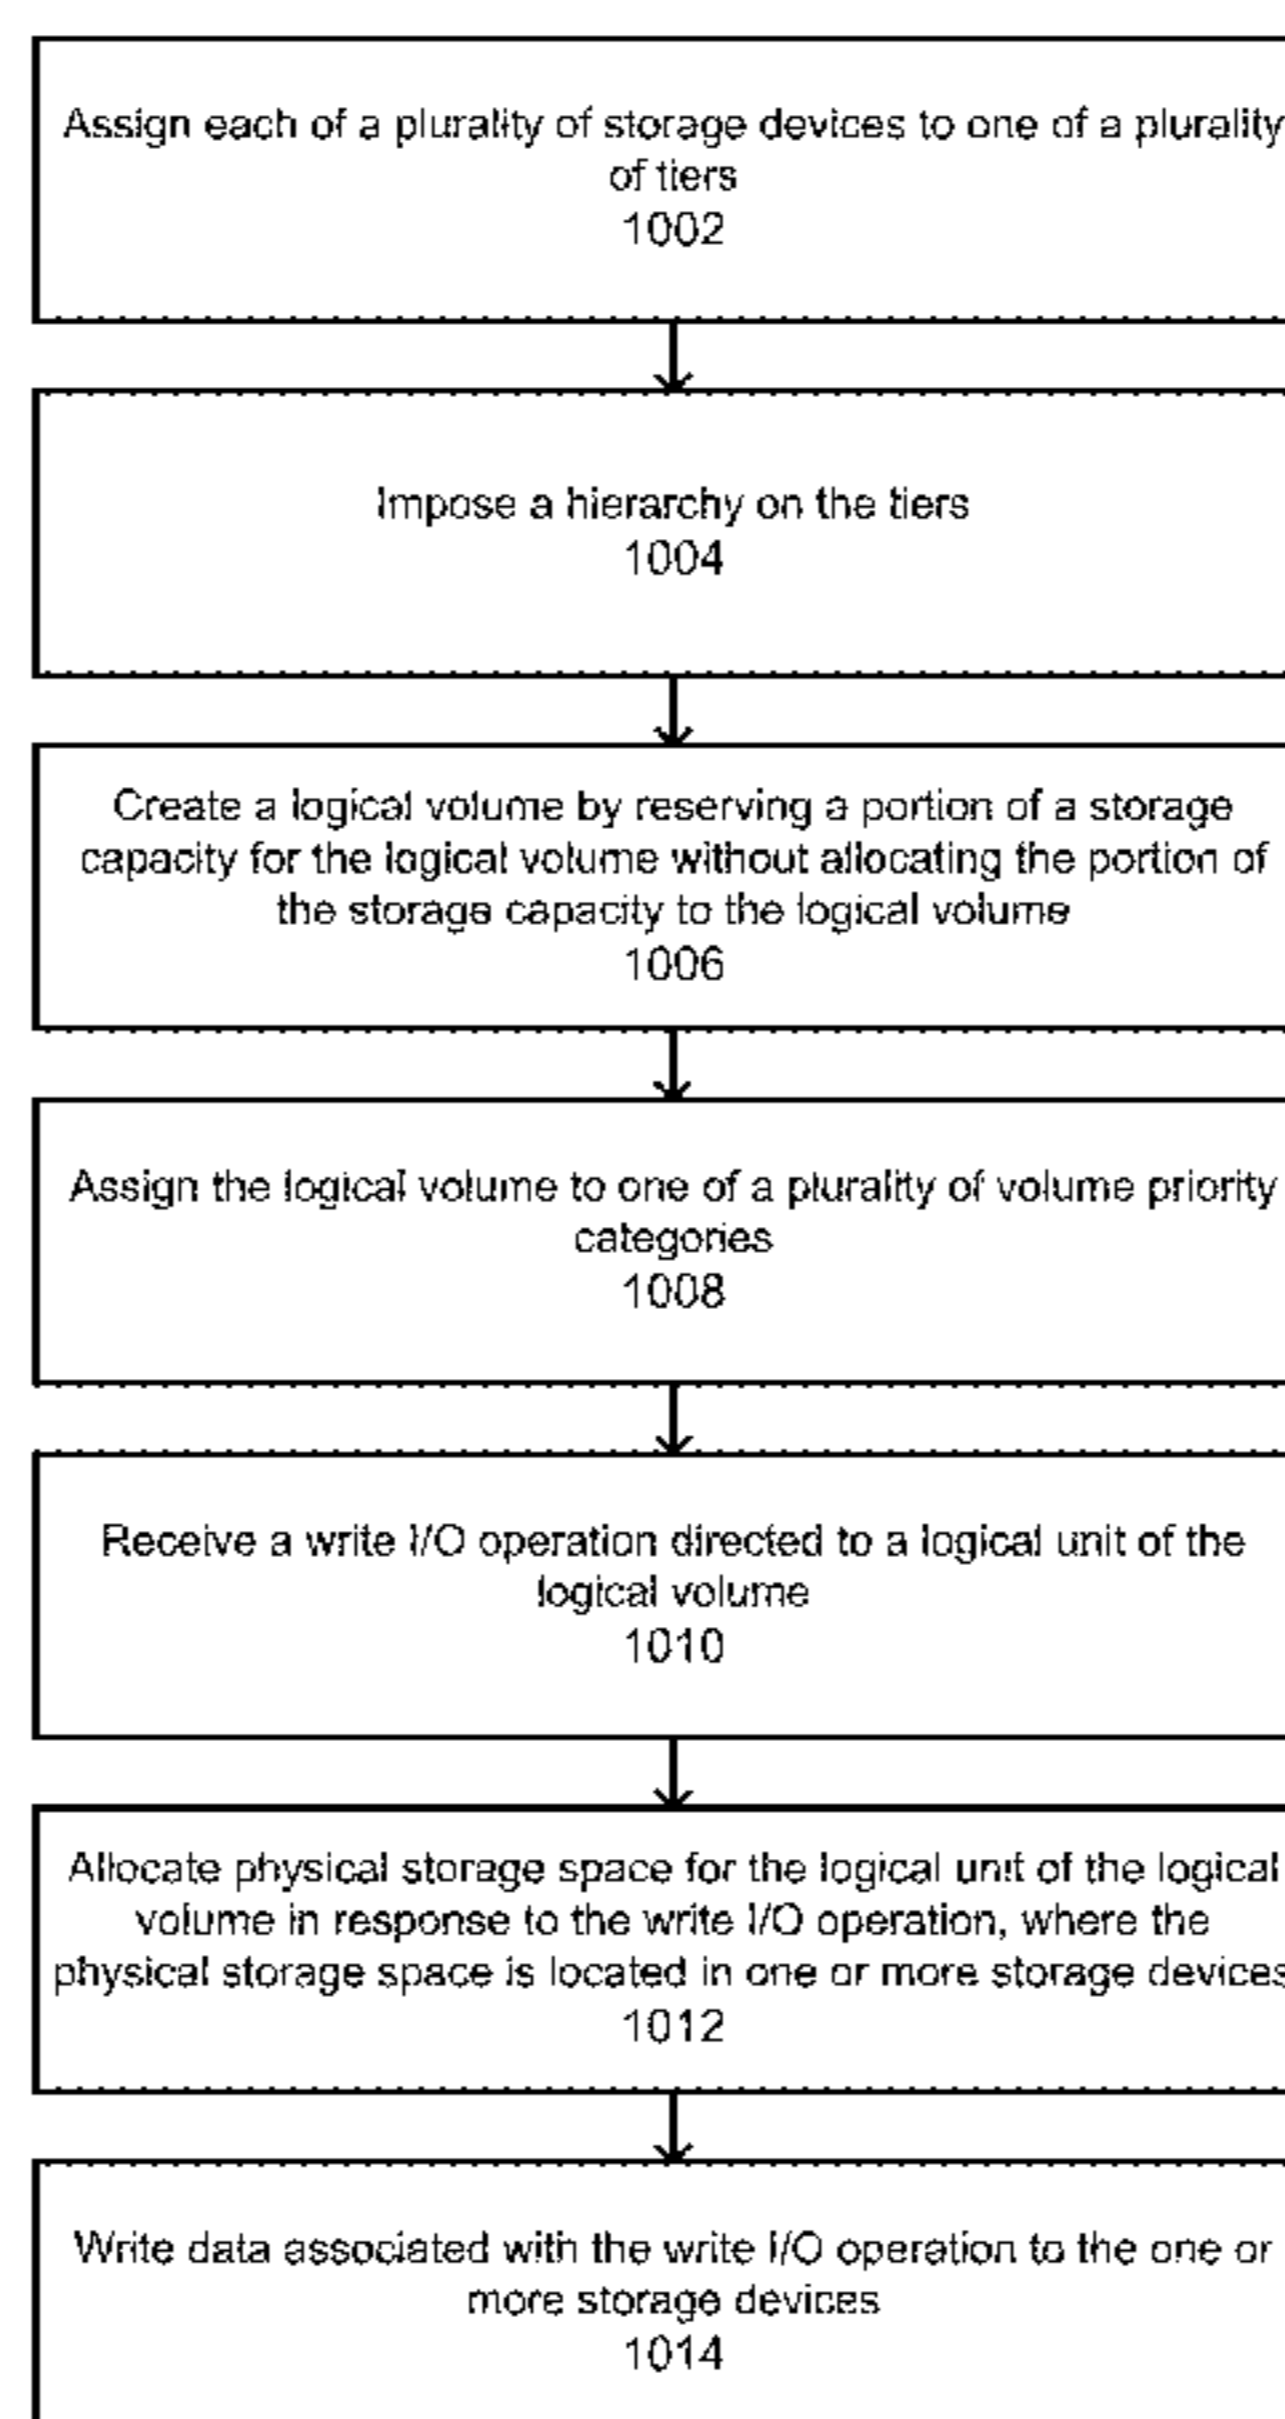 Assign each of a plurality of storage devices to one of a plurality
of tiers
1002
Impose a hierarchy on the tiers
1004
Create a logical volume by reserving a portion of a storage
capacity for the logical volume without allocating the portion of
the storage capacity to the logical volume
1006
Assign the logical volume to one of a plurality of volume priority
categories
1008
Receive a write I/O operation directed to a logical unit of the
logical volume
1010
Allocate physical storage space for the logical unit of the logical
volume in response to the write I/O operation, where the
physical storage space is located in one or more storage devices
1012
Write data associated with the write I/O operation to the one or
more storage devices
1014